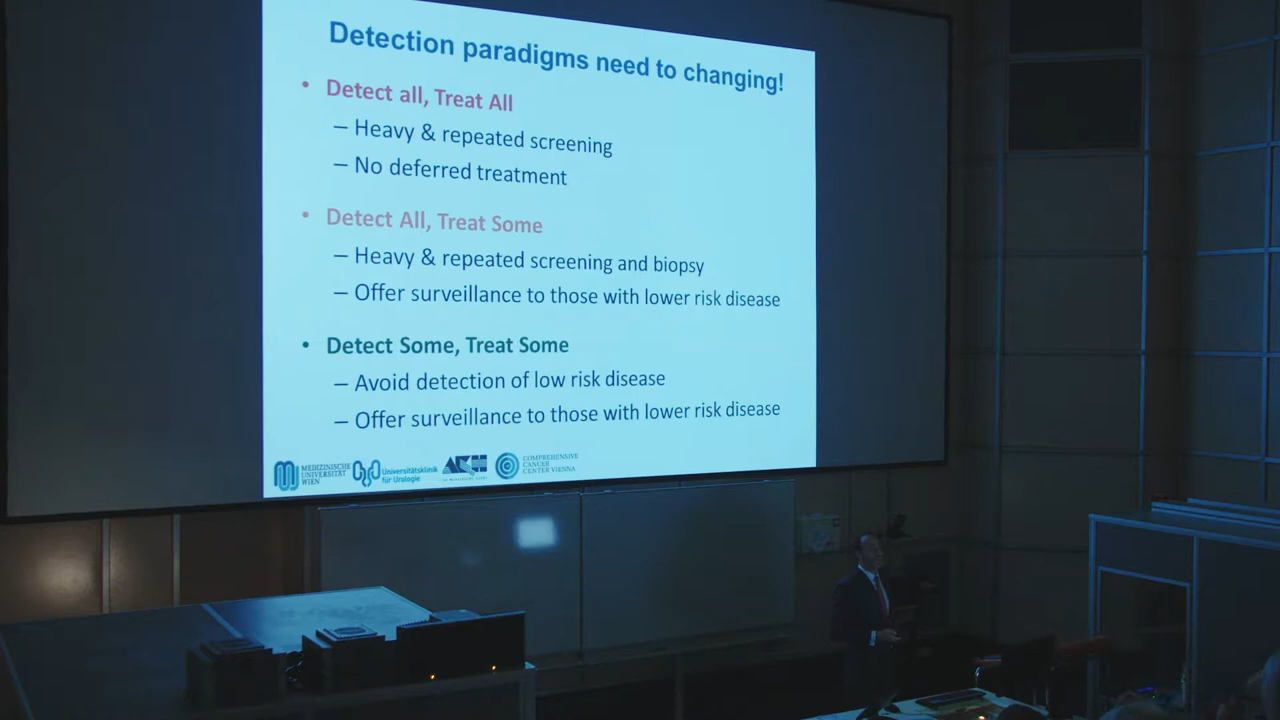 Detection paradigms need to changing!
• Detect all, Treat All
– Heavy & repeated screening
– No deferred treatment
• Detect All, Treat Some
– Heavy & repeated screening and biopsy
– Offer surveillance to those with lower risk disease
• Detect Some, Treat Some
– Avoid detection of low risk disease
– Offer surveillance to those with lower risk disease
MEDIZINISCHE
UNIVERSITÄT
WIEN
Universitätsklinik
für Urologie
AKH
COMPREHENSIVE
CANCER
CENTER VIENNA